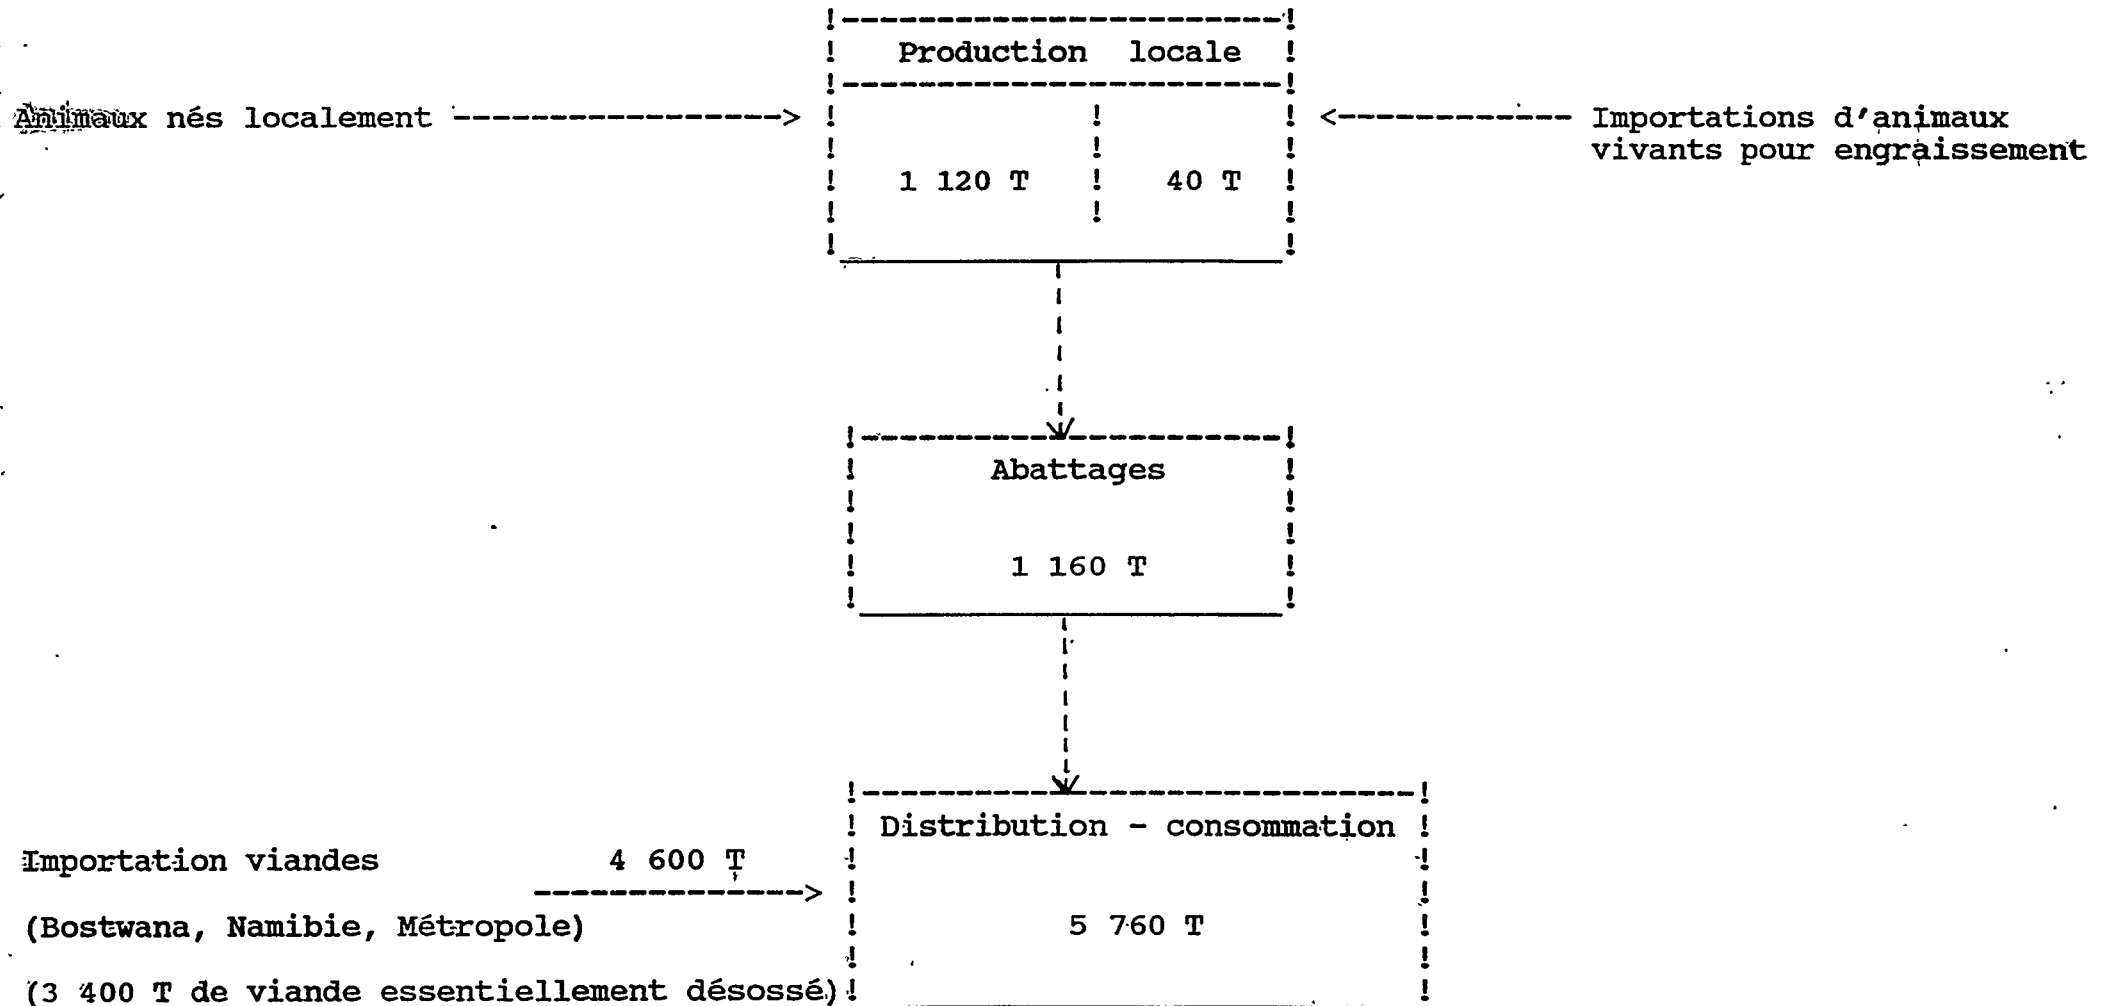 Production locale
Animaux nés localement
Importations d'animaux
vivants pour engraissement
1 120 T
40 T
Abattages
1 160 T
Distribution - consommation
Importation viandes
4 600 T
(Bostwana, Namibie, Métropole)
5 760 T
(3 400 T de viande essentiellement désossé)